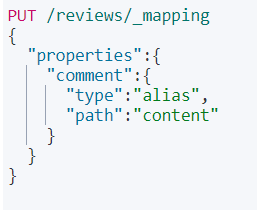 PUT /reviews/_mapping
{
  "properties":{
    "comment":{
      "type":"alias",
      "path":"content"
    }
  }
}